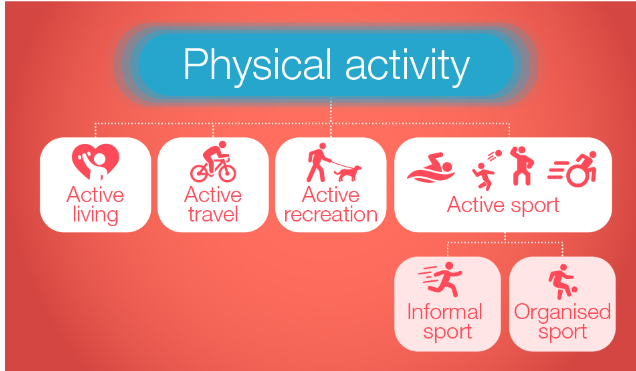 Physical activity
Active
living
Active
travel
Active
recreation
Active sport
Informal
sport
Organised
sport